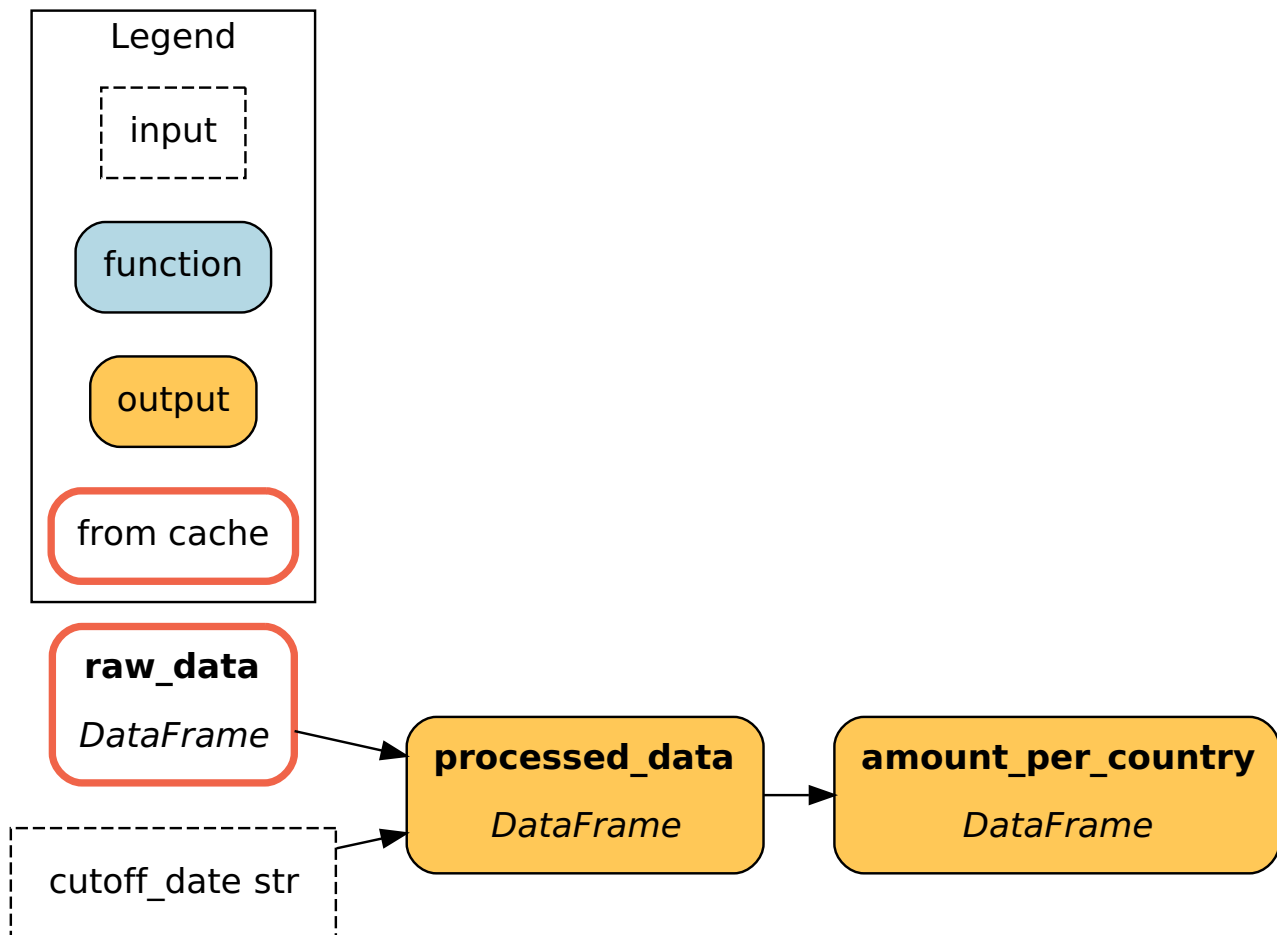 Legend
input
function
output
from cache
raw_data
DataFrame
cutoff_date str
processed_data
DataFrame
amount_per_country
DataFrame